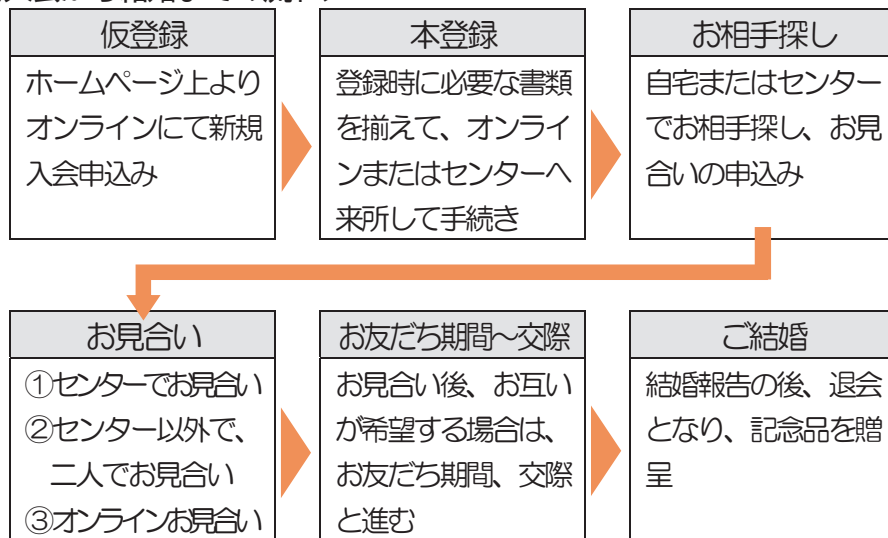 仮登録
ホームページ上より
オンラインにて新規
入会申込み
本登録
登録時に必要な書類
を揃えて、オンライ
ンまたはセンターへ
来所して手続き
お相手探し
自宅またはセンター
でお相手探し、お見
合いの申込み
お見合い
①センターでお見合い
②センター以外で、
二人でお見合い
③オンラインお見合い
お友だち期間～交際
お見合い後、お互い
が希望する場合は、
お友だち期間、交際
と進む
ご結婚
結婚報告の後、退会
となり、記念品を贈
呈